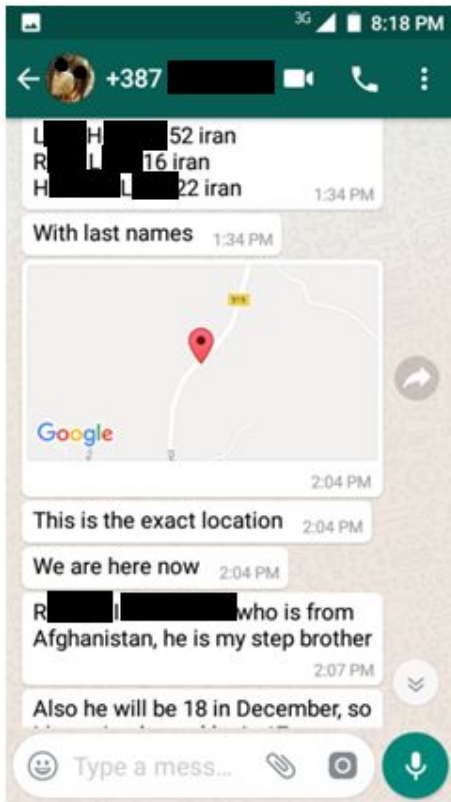 3G 8:18 PM
+387
L H 52 iran
R L 16 iran
H L 22 iran
1:34 PM
With last names 1:34 PM
Google
2:04 PM
This is the exact location 2:04 PM
We are here now 2:04 PM
R who is from
Afghanistan, he is my step brother
2:07 PM
Also he will be 18 in December, so
Type a mess...